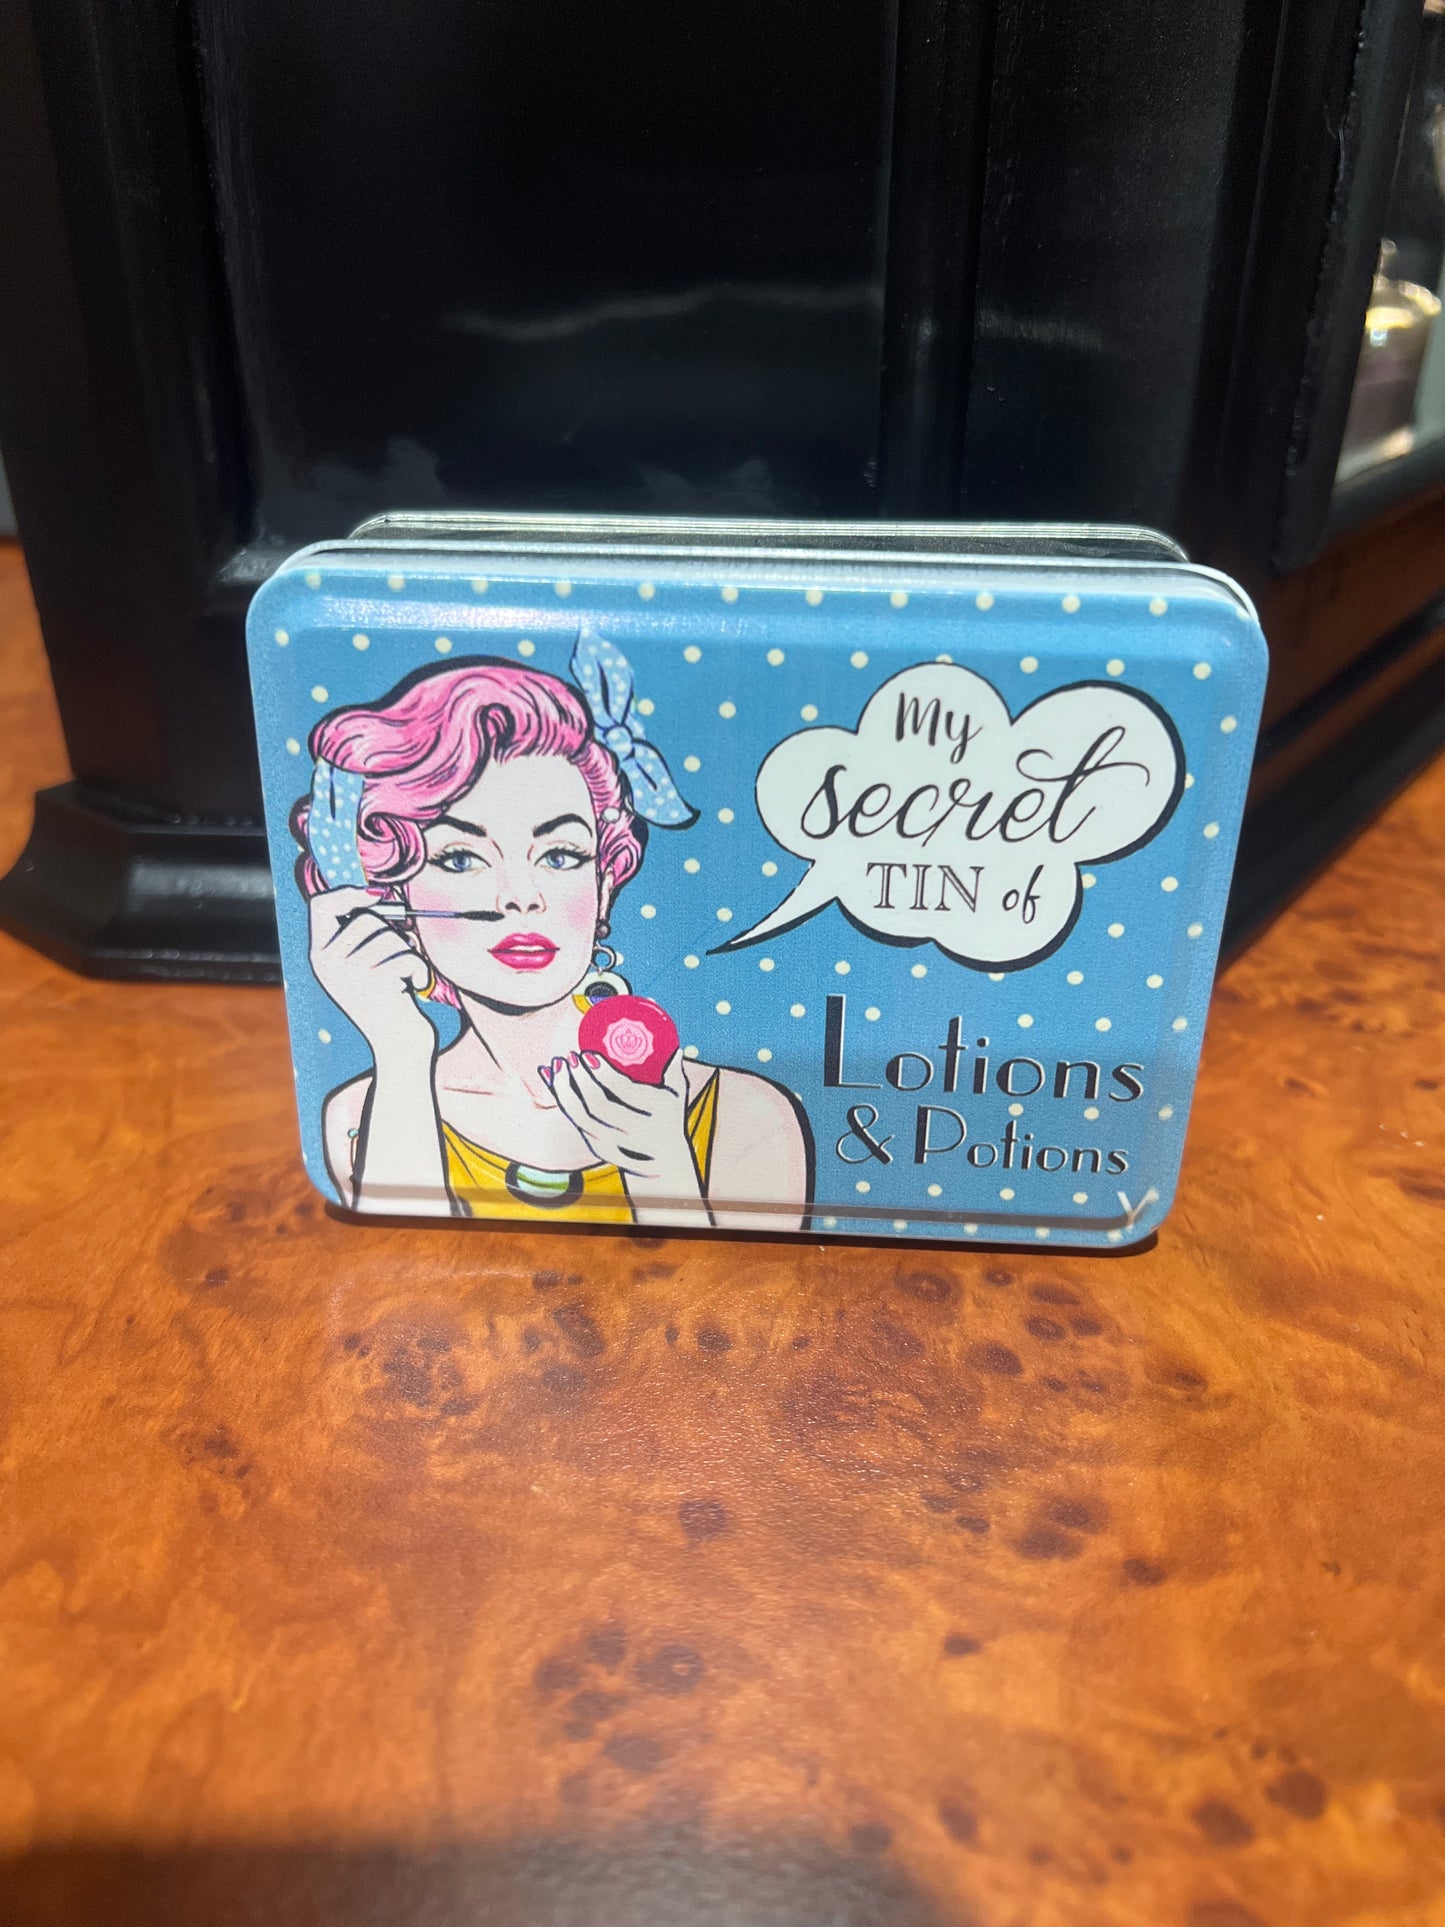 My
secret
TIN of
Lotions
& Potions